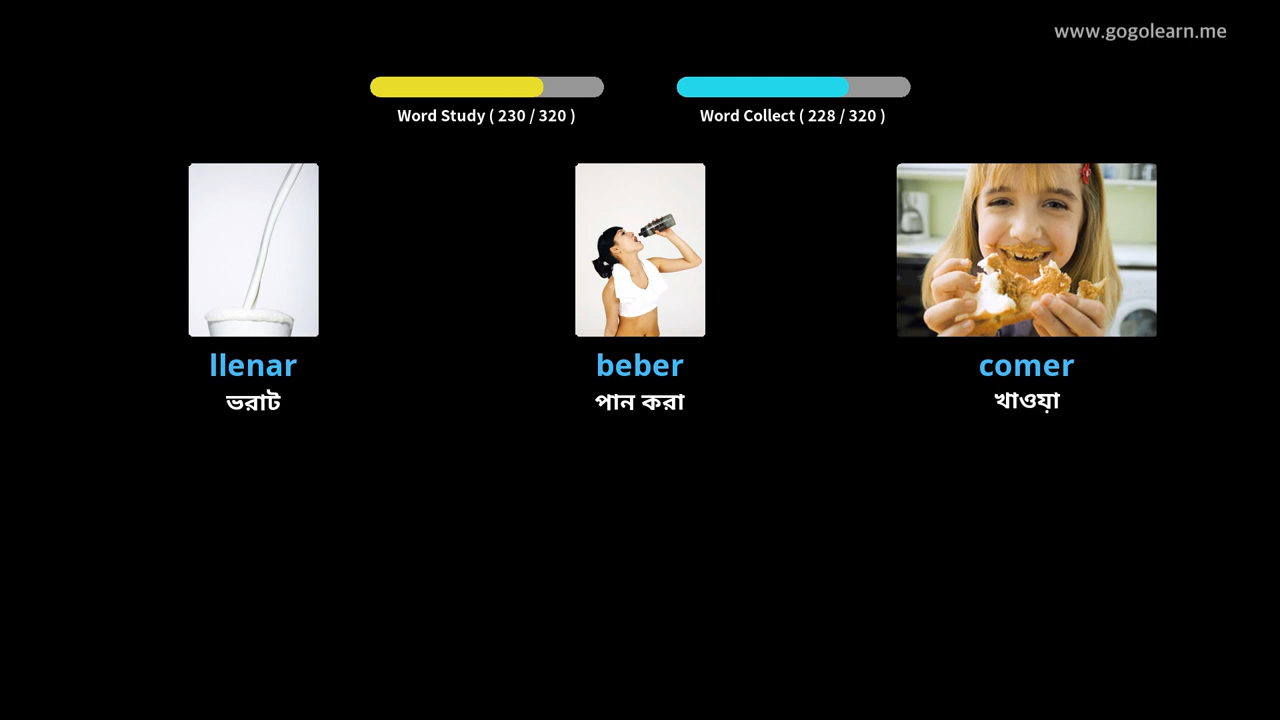 www.gogolearn.me
Word Study ( 230 / 320 )
Word Collect ( 228 / 320 )
llenar
beber
comer
ভরাট
পান করা
খাওয়া